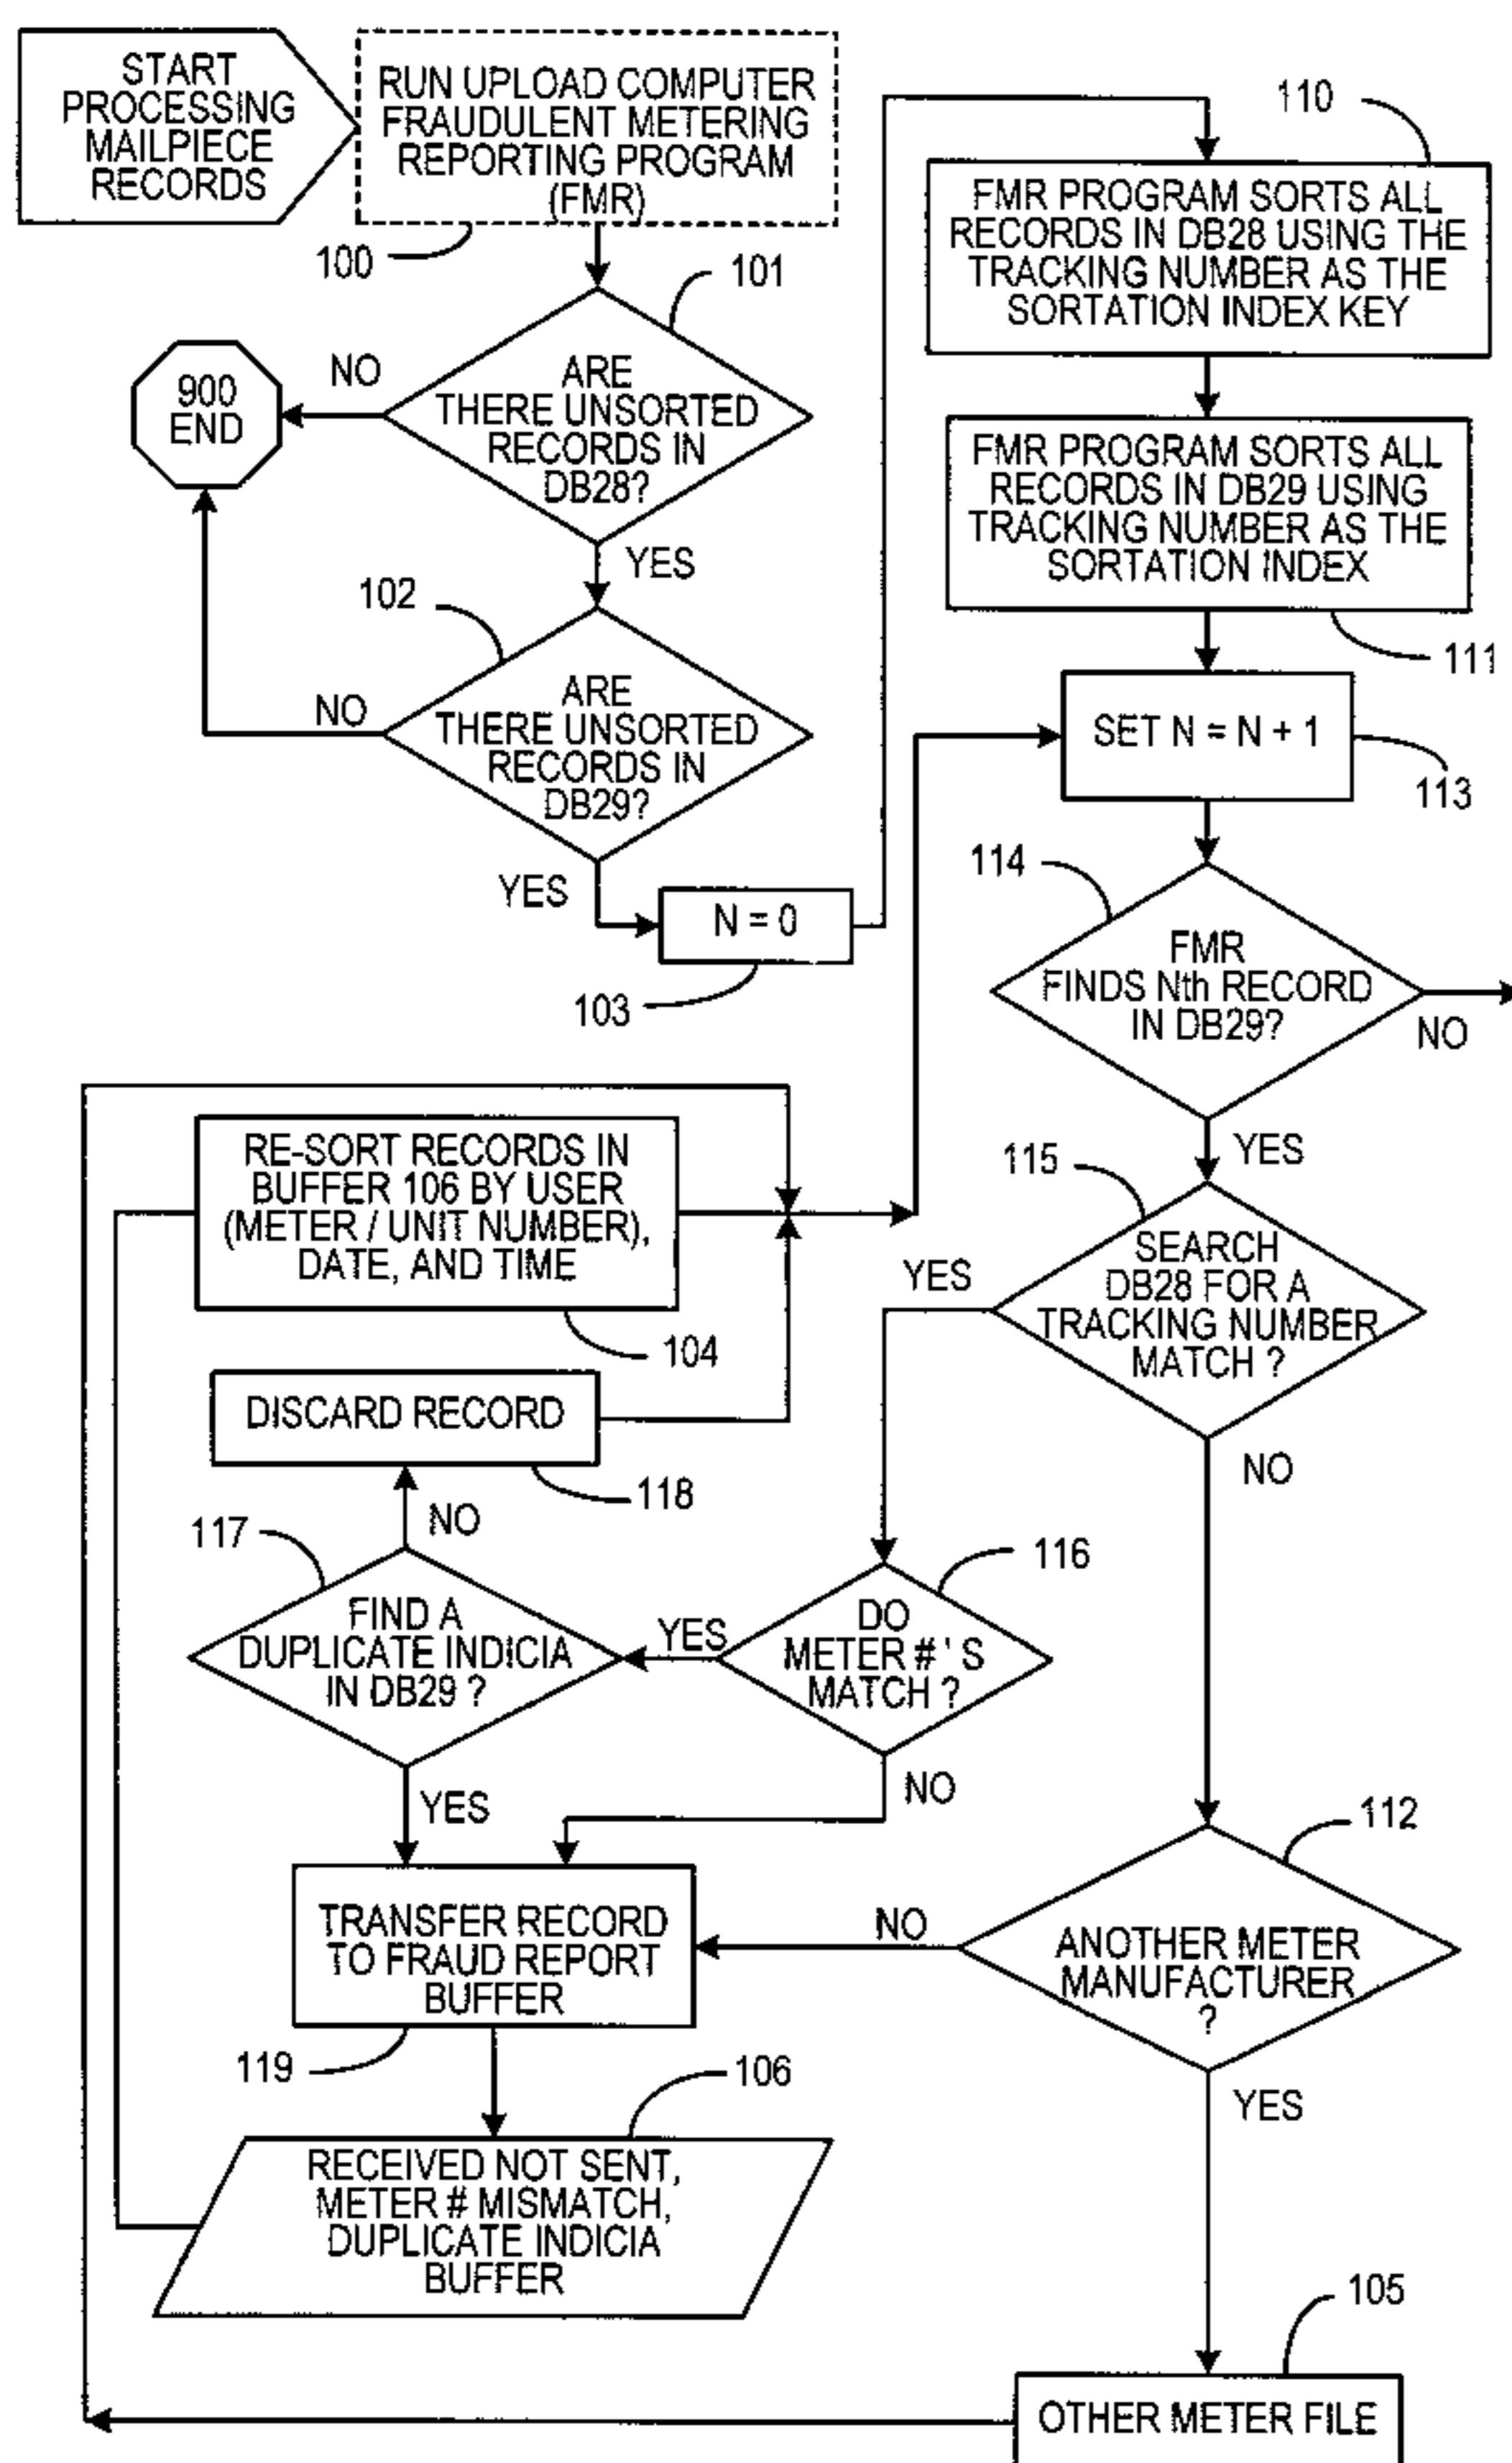 START
PROCESSING
MAILPIECE
RECORDS
RUN UPLOAD COMPUTER
FRAUDULENT METERING
REPORTING PROGRAM
(FMR)
100
101
ARE
THERE UNSORTED
RECORDS IN
DB28?
NO
900
END
YES
102
ARE
THERE UNSORTED
RECORDS IN
DB29?
NO
YES
N = 0
103
110
FMR PROGRAM SORTS ALL
RECORDS IN DB28 USING THE
TRACKING NUMBER AS THE
SORTATION INDEX KEY
FMR PROGRAM SORTS ALL
RECORDS IN DB29 USING
TRACKING NUMBER AS THE
SORTATION INDEX
111
SET N = N + 1
113
114
FMR
FINDS Nth RECORD
IN DB29?
NO
YES
115
SEARCH
DB28 FOR A
TRACKING NUMBER
MATCH ?
YES
NO
RE-SORT RECORDS IN
BUFFER 106 BY USER
(METER / UNIT NUMBER),
DATE, AND TIME
104
DISCARD RECORD
118
117
NO
FIND A
DUPLICATE INDICIA
IN DB29 ?
YES
116
DO
METER # ' S
MATCH ?
YES
NO
112
ANOTHER METER
MANUFACTURER
?
NO
YES
TRANSFER RECORD
TO FRAUD REPORT
BUFFER
119
106
RECEIVED NOT SENT,
METER # MISMATCH,
DUPLICATE INDICIA
BUFFER
105
OTHER METER FILE